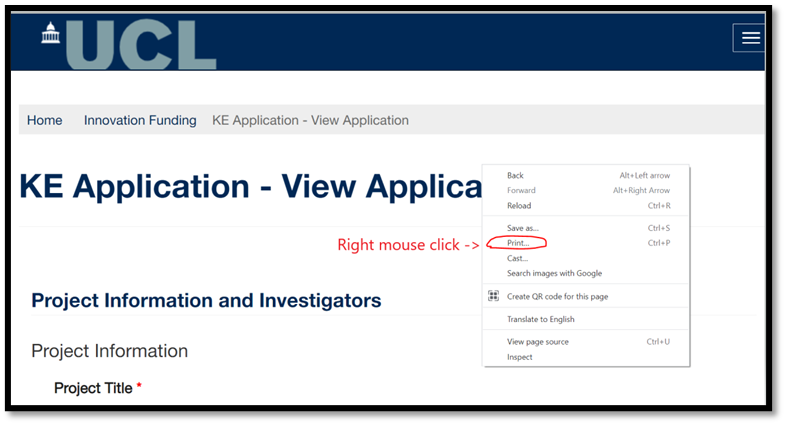 UCL
Home Innovation Funding KE Application - View Application
KE Application - View Applica
Back Alt+Left arrow
Forward Alt+Right Arrow
Reload Ctrl+R
Save as... Ctrl+S
Right mouse click -> Print... Ctrl+P
Cast...
Search images with Google
Create QR code for this page
Translate to English
View page source Ctrl+U
Inspect
Project Information and Investigators
Project Information
Project Title *